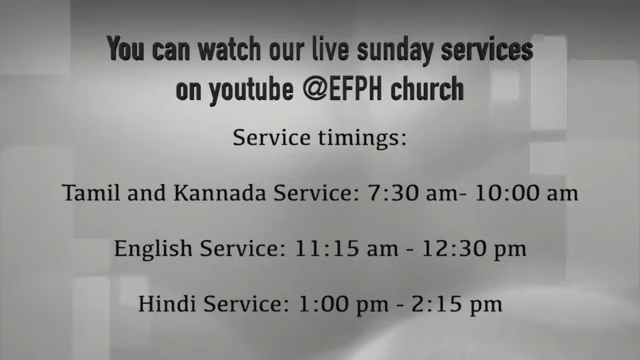 You can watch our live sunday services
on youtube @EFPH church
Service timings:
Tamil and Kannada Service: 7:30 am- 10:00 am
English Service: 11:15 am - 12:30 pm
Hindi Service: 1:00 pm - 2:15 pm